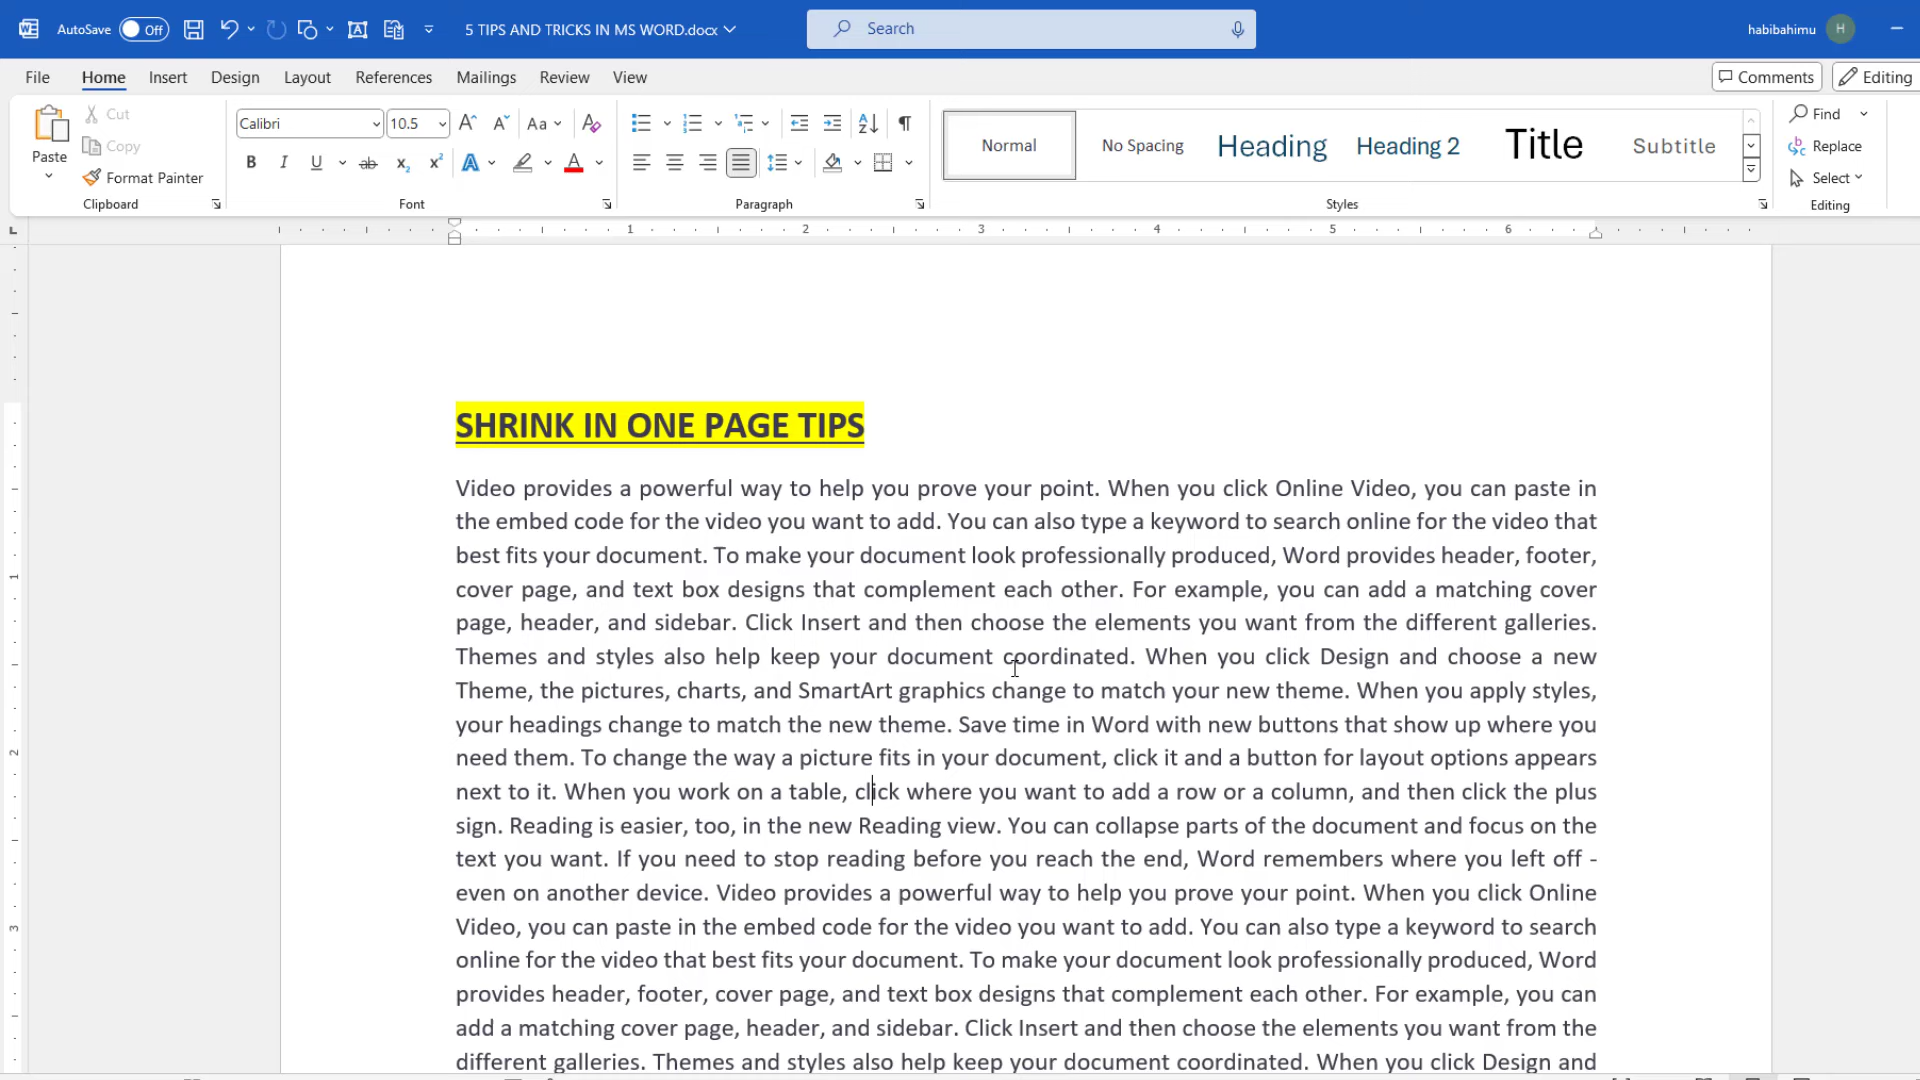 AutoSave Off 5 TIPS AND TRICKS IN MS WORD.docx Search habibahimu H
File Home Insert Design Layout References Mailings Review View Comments Editing
Paste Cut Copy Format Painter Clipboard
Calibri 10.5 Aa Font
Paragraph
Normal No Spacing Heading Heading 2 Title Subtitle Styles
Find Replace Select Editing
1 2 3 4 5 6
SHRINK IN ONE PAGE TIPS
Video provides a powerful way to help you prove your point. When you click Online Video, you can paste in
the embed code for the video you want to add. You can also type a keyword to search online for the video that
best fits your document. To make your document look professionally produced, Word provides header, footer,
cover page, and text box designs that complement each other. For example, you can add a matching cover
page, header, and sidebar. Click Insert and then choose the elements you want from the different galleries.
Themes and styles also help keep your document coordinated. When you click Design and choose a new
Theme, the pictures, charts, and SmartArt graphics change to match your new theme. When you apply styles,
your headings change to match the new theme. Save time in Word with new buttons that show up where you
need them. To change the way a picture fits in your document, click it and a button for layout options appears
next to it. When you work on a table, click where you want to add a row or a column, and then click the plus
sign. Reading is easier, too, in the new Reading view. You can collapse parts of the document and focus on the
text you want. If you need to stop reading before you reach the end, Word remembers where you left off -
even on another device. Video provides a powerful way to help you prove your point. When you click Online
Video, you can paste in the embed code for the video you want to add. You can also type a keyword to search
online for the video that best fits your document. To make your document look professionally produced, Word
provides header, footer, cover page, and text box designs that complement each other. For example, you can
add a matching cover page, header, and sidebar. Click Insert and then choose the elements you want from the
different galleries. Themes and styles also help keep your document coordinated. When you click Design and